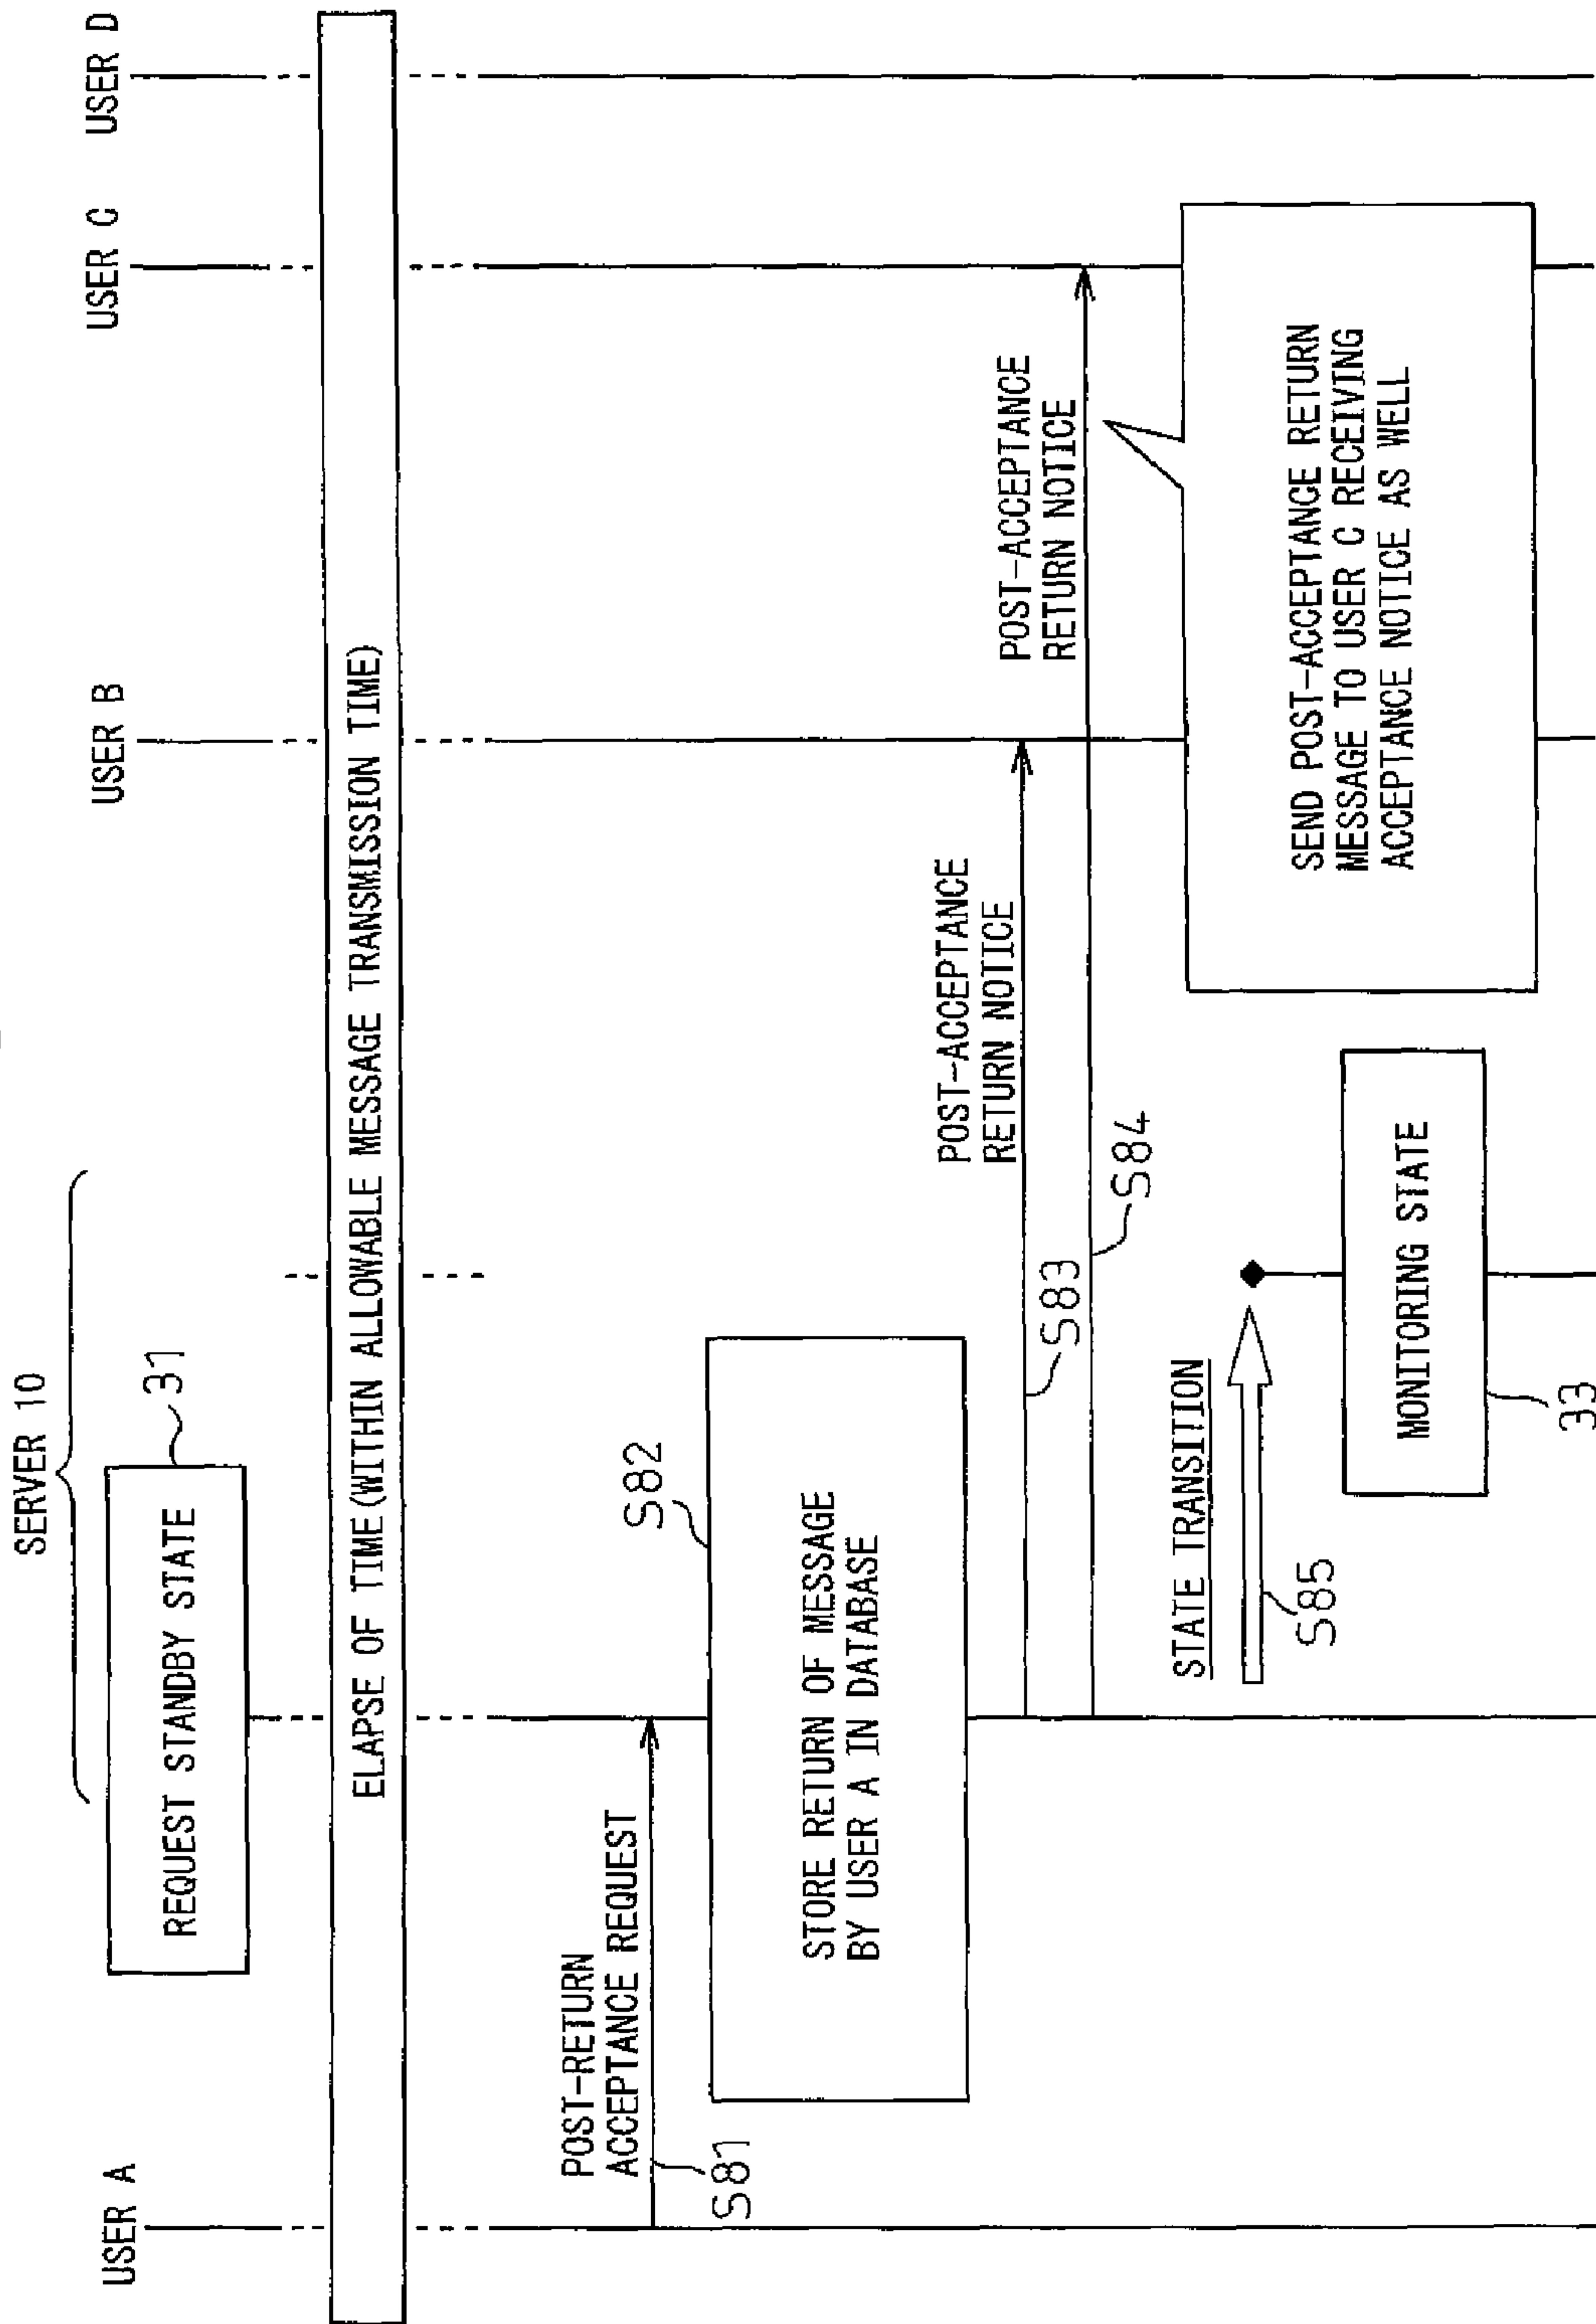 SERVER 10
USER A
REQUEST STANDBY STATE
31
USER B
USER C
USER D
ELAPSE OF TIME (WITHIN ALLOWABLE MESSAGE TRANSMISSION TIME)
POST-RETURN
ACCEPTANCE REQUEST
S81
S82
STORE RETURN OF MESSAGE
BY USER A IN DATABASE
POST-ACCEPTANCE
RETURN NOTICE
S83
POST-ACCEPTANCE
RETURN NOTICE
S84
STATE TRANSITION
S85
MONITORING STATE
33
SEND POST-ACCEPTANCE RETURN
MESSAGE TO USER C RECEIVING
ACCEPTANCE NOTICE AS WELL